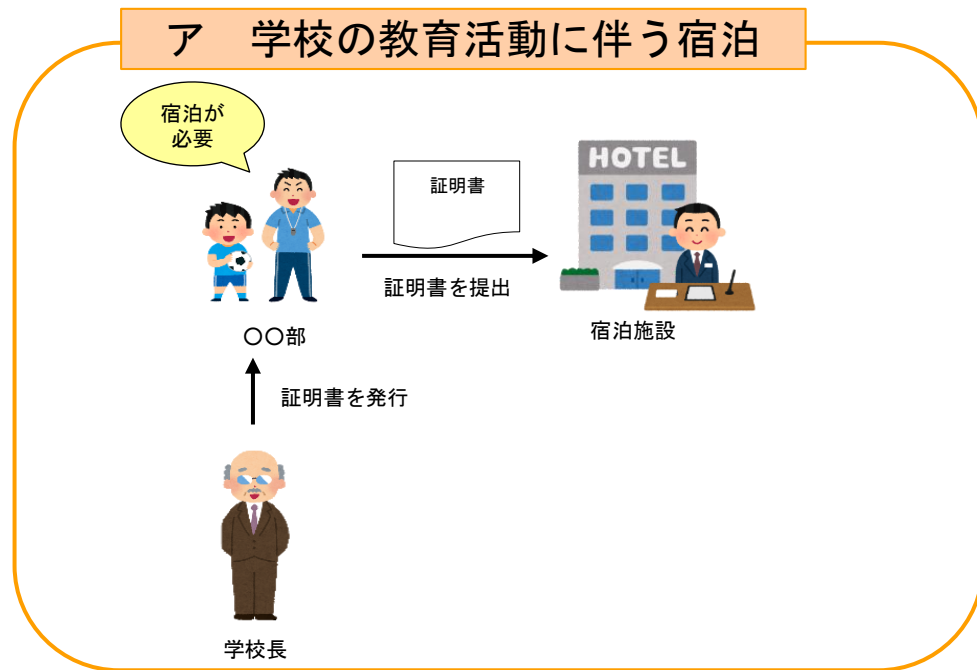 ア　学校の教育活動に伴う宿泊
宿泊が
必要
証明書
HOTEL
証明書を提出
〇〇部
宿泊施設
証明書を発行
学校長